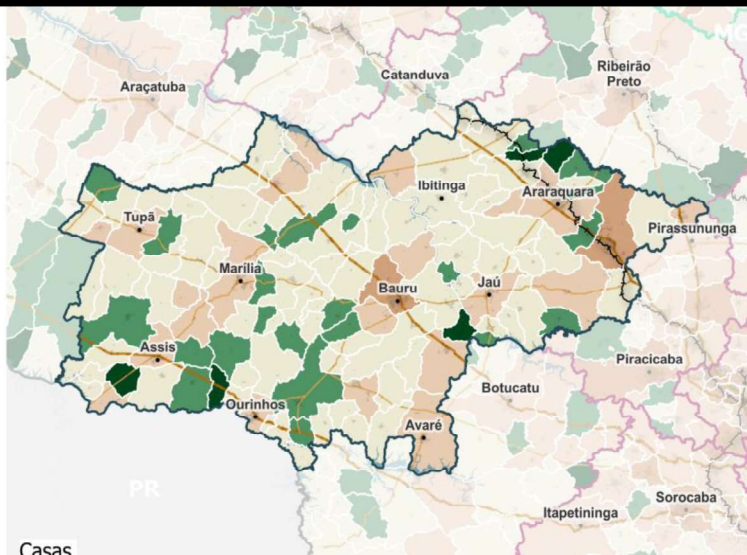 MG
Ribeirão
Preto
Catanduva
Araçatuba
Ibitinga
Araraquara
Tupã
Pirassununga
Marília
Bauru
Jaú
Assis
Piracicaba
Botucatu
Ourinhos
Avaré
PR
Sorocaba
Itapetininga
Casas